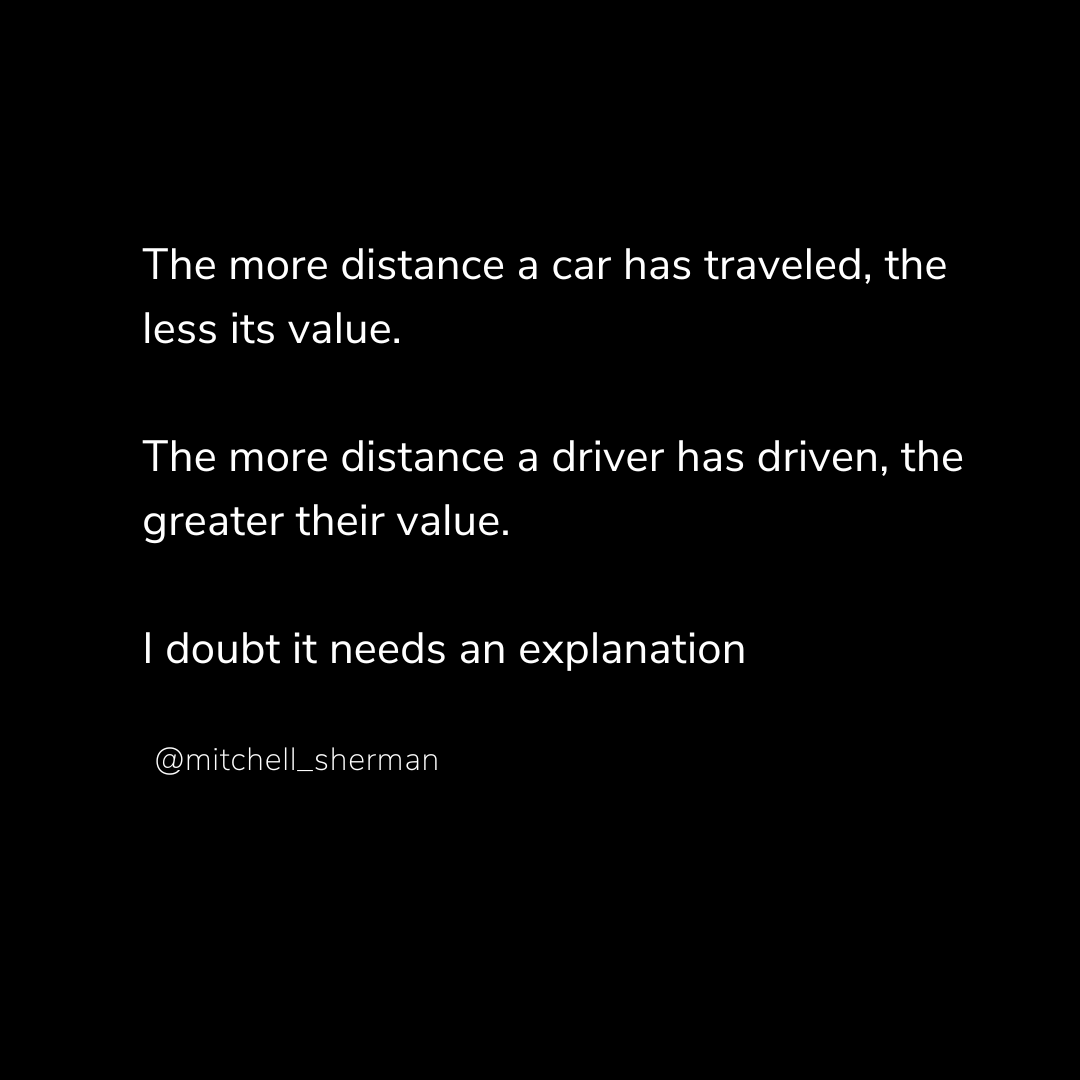 The more distance a car has traveled, the
less its value.
The more distance a driver has driven, the
greater their value.
I doubt it needs an explanation
@mitchell_sherman